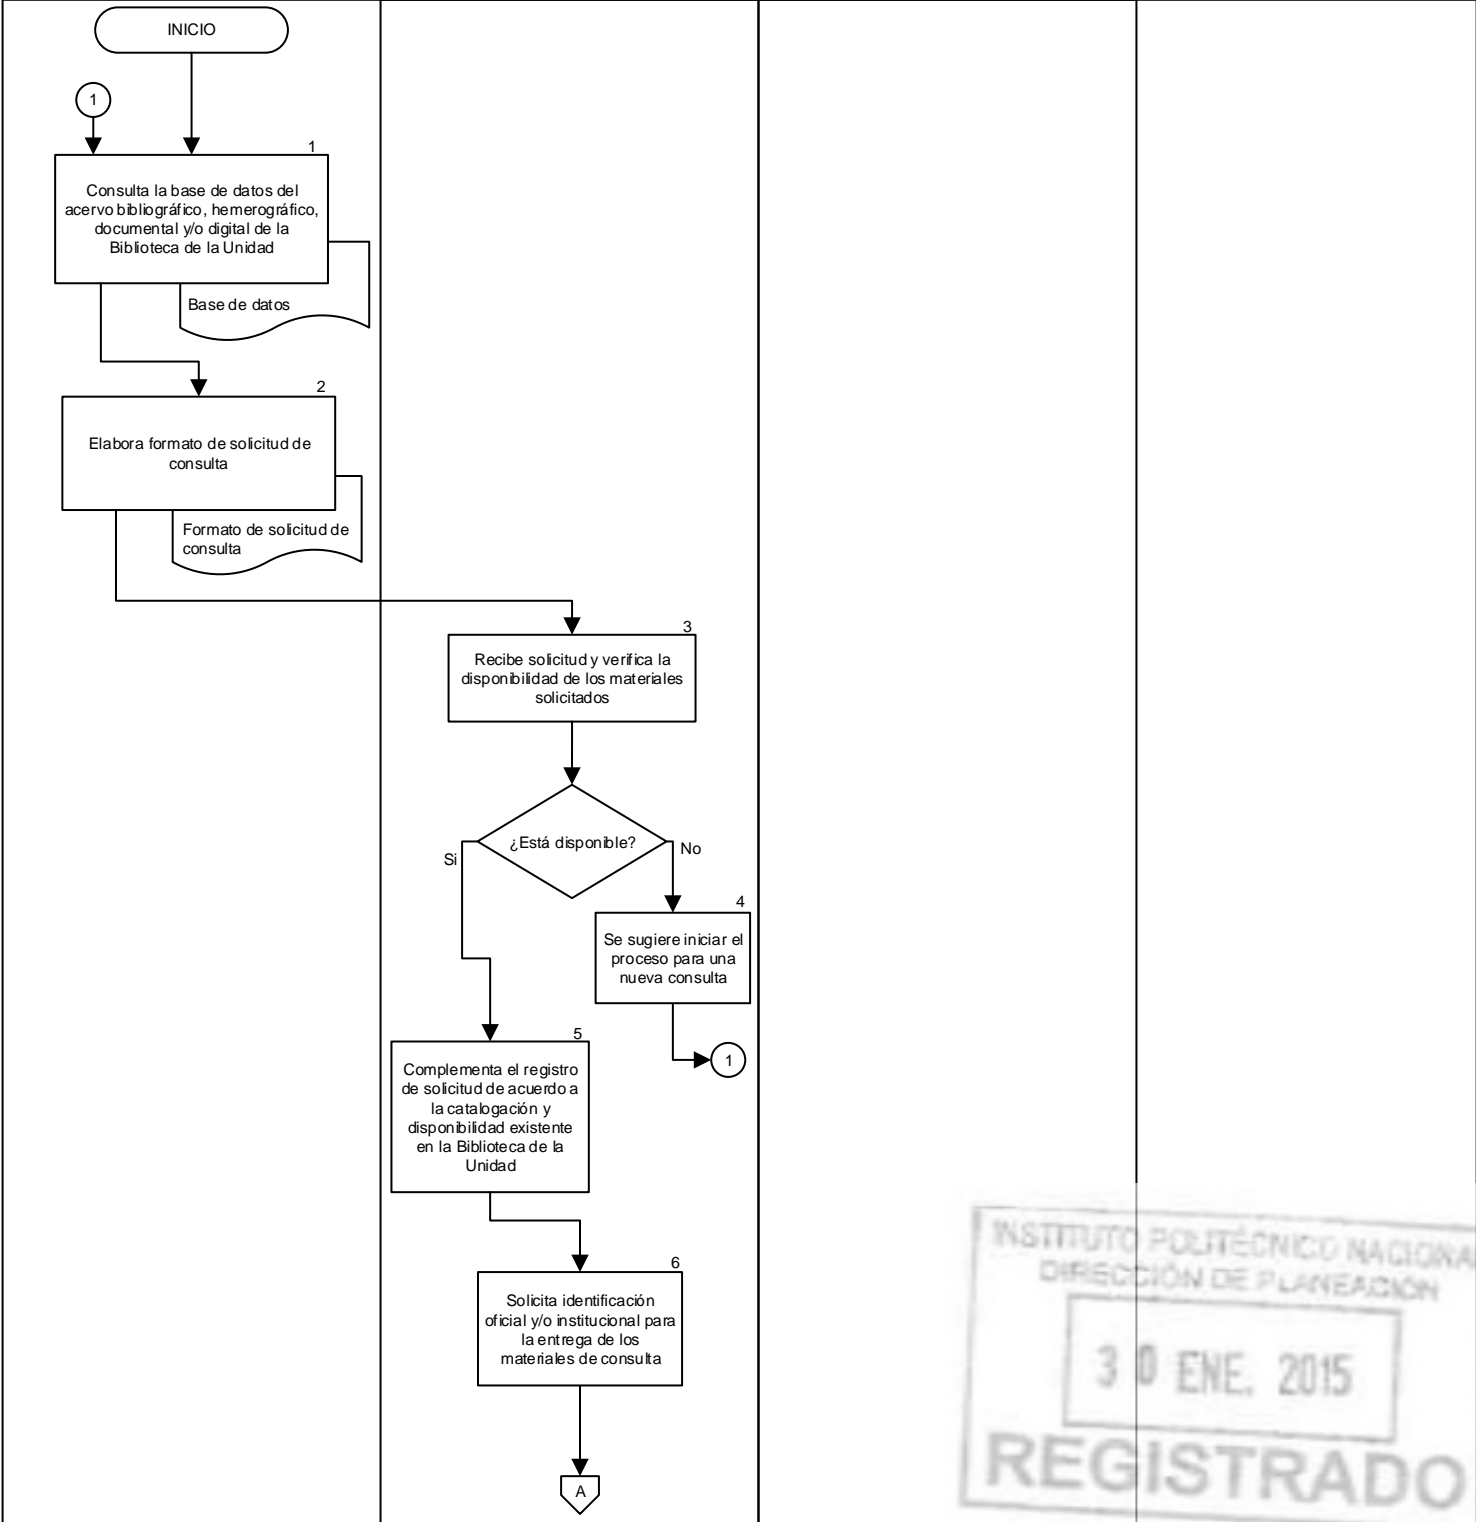 INICIO
1
1
Consulta la base de datos del
acervo bibliográfico, hemerográfico,
documental y/o digital de la
Biblioteca de la Unidad
Base de datos
2
Elabora formato de solicitud de
consulta
Formato de solicitud de
consulta
3
Recibe solicitud y verifica la
disponibilidad de los materiales
solicitados
¿Está disponible?
Si
No
4
Se sugiere iniciar el
proceso para una
nueva consulta
1
5
Complementa el registro
de solicitud de acuerdo a
la catalogación y
disponibilidad existente
en la Biblioteca de la
Unidad
6
Solicita identificación
oficial y/o institucional para
la entrega de los
materiales de consulta
A
INSTITUTO POLITÉCNICO NACIONA
DIRECCIÓN DE PLANEACIÓN
3 0 ENE. 2015
REGISTRADO